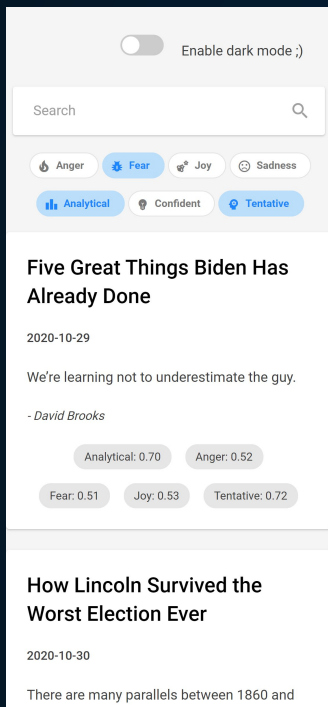 Enable dark mode ;)
Search
Anger Fear Joy Sadness
Analytical Confident Tentative
Five Great Things Biden Has
Already Done
2020-10-29
We’re learning not to underestimate the guy.
- David Brooks
Analytical: 0.70 Anger: 0.52
Fear: 0.51 Joy: 0.53 Tentative: 0.72
How Lincoln Survived the
Worst Election Ever
2020-10-30
There are many parallels between 1860 and